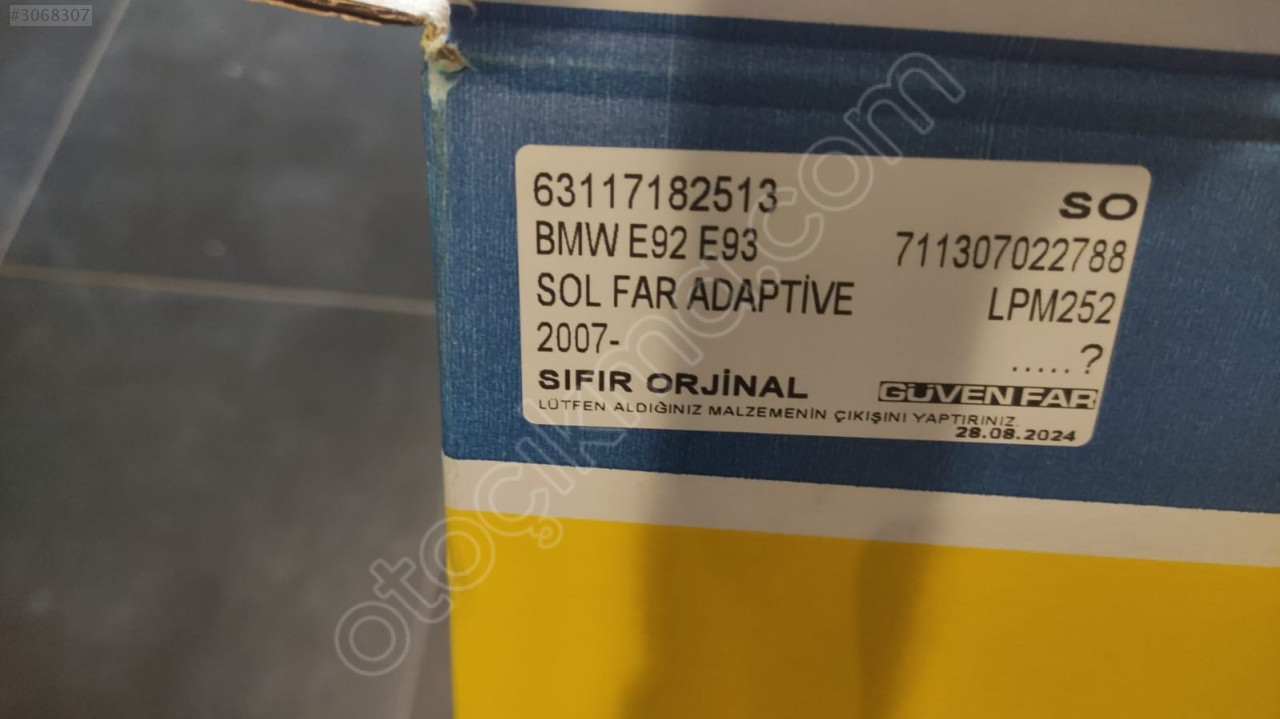 #3068307
63117182513
SO
BMW E92 E93
711307022788
SOL FAR ADAPTİVE
LPM252
2007-
.....?
SIFIR ORJİNAL
GÜVEN FAR
LÜTFEN ALDIĞINIZ MALZEMENİN ÇIKIŞINI YAPTIRINIZ.
28.08.2024
otoçıkma.com